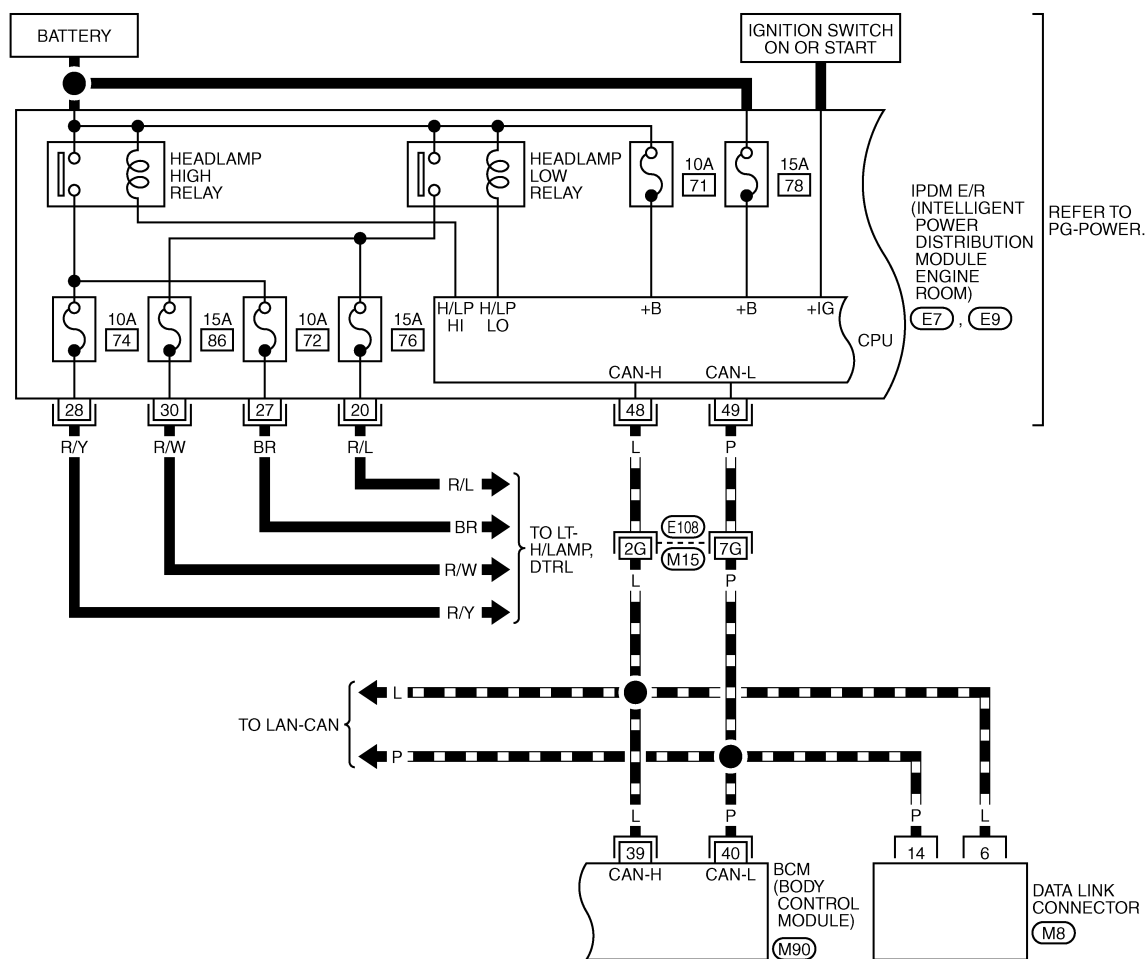 BATTERY
IGNITION SWITCH
ON OR START
HEADLAMP
HIGH
RELAY
HEADLAMP
LOW
RELAY
10A
71
15A
78
IPDM E/R
(INTELLIGENT
POWER
DISTRIBUTION
MODULE
ENGINE
ROOM)
E7 , E9
REFER TO
PG-POWER.
10A
74
15A
86
10A
72
15A
76
H/LP
HI
H/LP
LO
+B
+B
+IG
CPU
CAN-H
CAN-L
28
30
27
20
48
49
R/Y
R/W
BR
R/L
L
P
R/L
BR
R/W
R/Y
TO LT-
H/LAMP,
DTRL
2G
E108
M15
7G
L
P
TO LAN-CAN
L
P
L
P
P
L
39
40
14
6
CAN-H
CAN-L
BCM
(BODY
CONTROL
MODULE)
M90
DATA LINK
CONNECTOR
M8